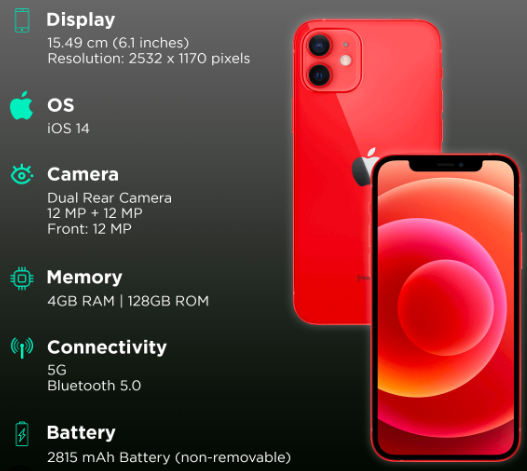 Display
15.49 cm (6.1 inches)
Resolution: 2532 x 1170 pixels
OS
iOS 14
Camera
Dual Rear Camera
12 MP + 12 MP
Front: 12 MP
Memory
4GB RAM | 128GB ROM
Connectivity
5G
Bluetooth 5.0
Battery
2815 mAh Battery (non-removable)